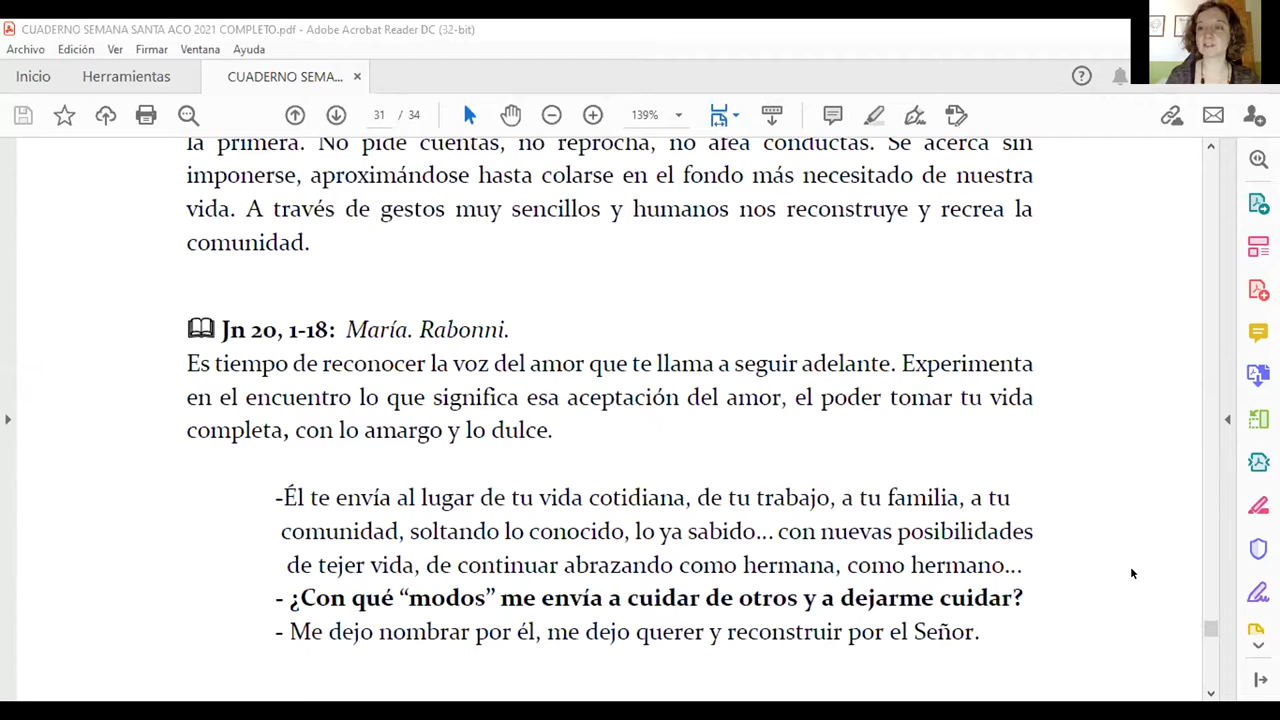 CUADERNO SEMANA SANTA ACO 2021 COMPLETO.pdf - Adobe Acrobat Reader DC (32-bit)
Archivo Edición Ver Firmar Ventana Ayuda
Inicio Herramientas CUADERNO SEMA... ×
31 / 34 139%
la primera. No pide cuentas, no reprocha, no afea conductas. Se acerca sin
imponerse, aproximándose hasta colarse en el fondo más necesitado de nuestra
vida. A través de gestos muy sencillos y humanos nos reconstruye y recrea la
comunidad.
Jn 20, 1-18: María. Rabonni.
Es tiempo de reconocer la voz del amor que te llama a seguir adelante. Experimenta
en el encuentro lo que significa esa aceptación del amor, el poder tomar tu vida
completa, con lo amargo y lo dulce.
-Él te envía al lugar de tu vida cotidiana, de tu trabajo, a tu familia, a tu
comunidad, soltando lo conocido, lo ya sabido... con nuevas posibilidades
de tejer vida, de continuar abrazando como hermana, como hermano...
- ¿Con qué “modos” me envía a cuidar de otros y a dejarme cuidar?
- Me dejo nombrar por él, me dejo querer y reconstruir por el Señor.